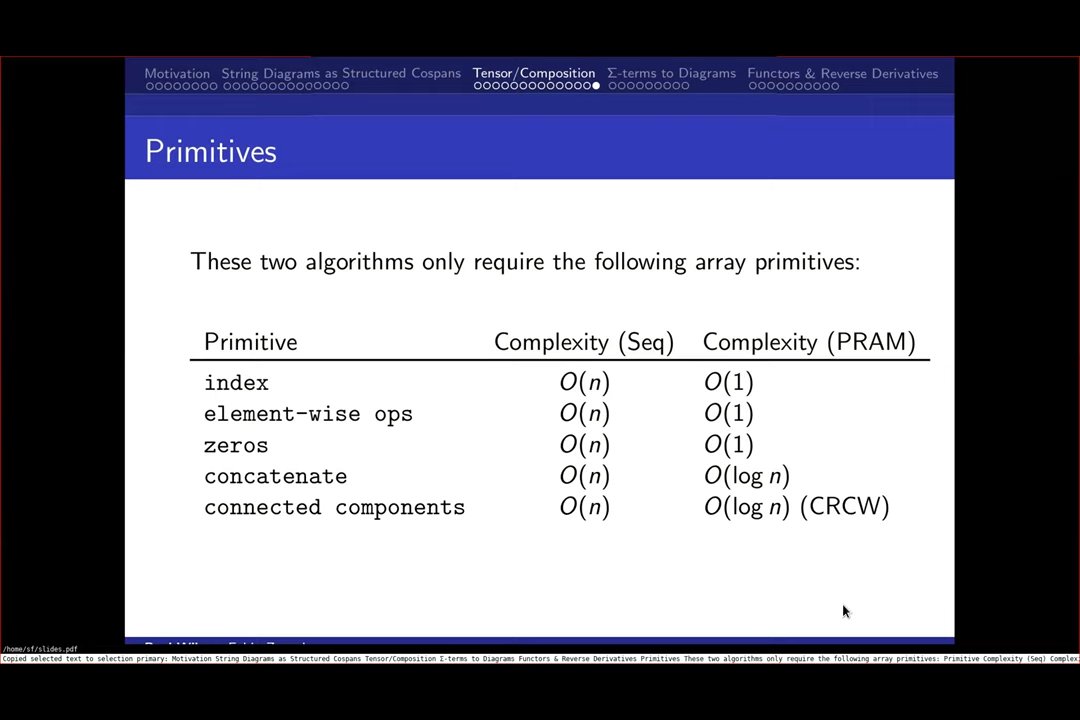 Motivation String Diagrams as Structured Cospans Tensor/Composition Σ-terms to Diagrams Functors & Reverse Derivatives
Primitives
These two algorithms only require the following array primitives:
Primitive Complexity (Seq) Complexity (PRAM)
index O(n) O(1)
element-wise ops O(n) O(1)
zeros O(n) O(1)
concatenate O(n) O(log n)
connected components O(n) O(log n) (CRCW)
/home/sf/slides.pdf
Copied selected text to selection primary: Motivation String Diagrams as Structured Cospans Tensor/Composition Σ-terms to Diagrams Functors & Reverse Derivatives Primitives These two algorithms only require the following array primitives: Primitive Complexity (Seq) Complexi